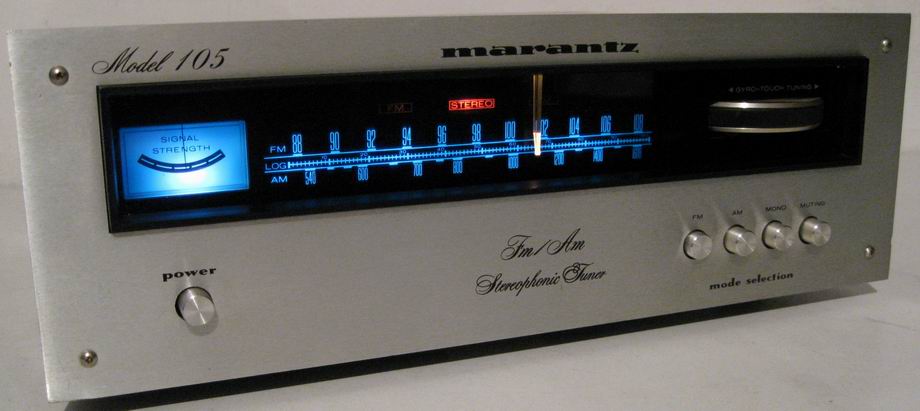 Model 105
marantz
FM
STEREO
GYRO-TOUCH TUNING
SIGNAL
STRENGTH
FM 88 90 92 94 96 98 100 102 104 106 108
LOG
AM 540 600 700 800 1000 1200 1400
FM
AM
MONO
MUTING
mode selection
power
Fm/Am
Stereophonic Tuner